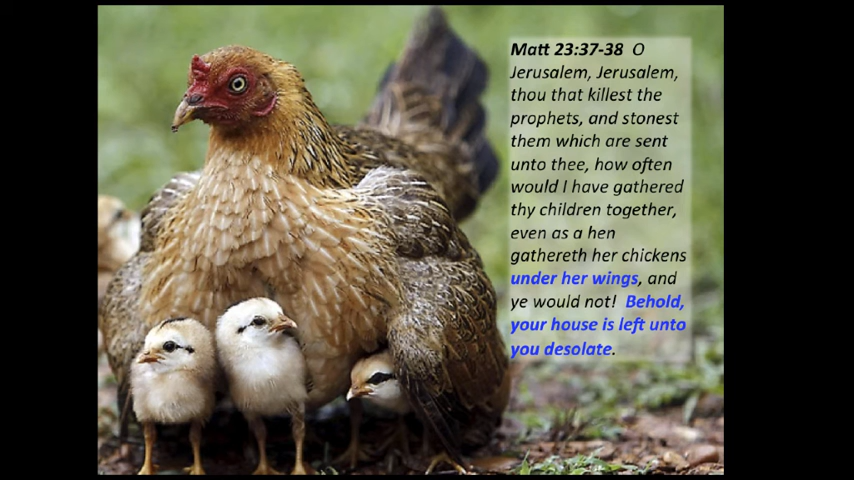 Matt 23:37-38 O
Jerusalem, Jerusalem,
thou that killest the
prophets, and stonest
them which are sent
unto thee, how often
would I have gathered
thy children together,
even as a hen
gathereth her chickens
under her wings, and
ye would not! Behold,
your house is left unto
you desolate.